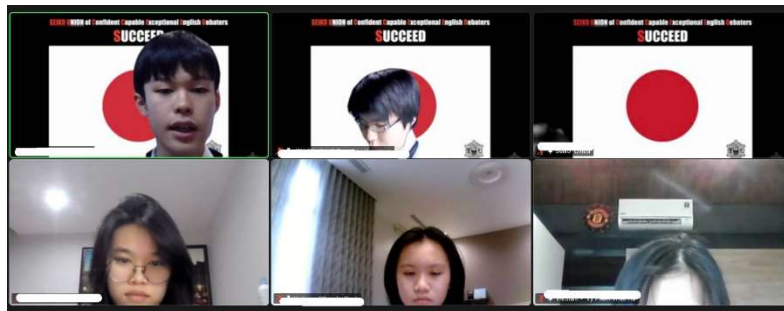 SEIKO UNION of Confident Capable Exceptional English Debaters
SUCCEED
SEIKO UNION of Confident Capable Exceptional English Debaters
SUCCEED
SEIKO UNION of Confident Capable Exceptional English Debaters
SUCCEED